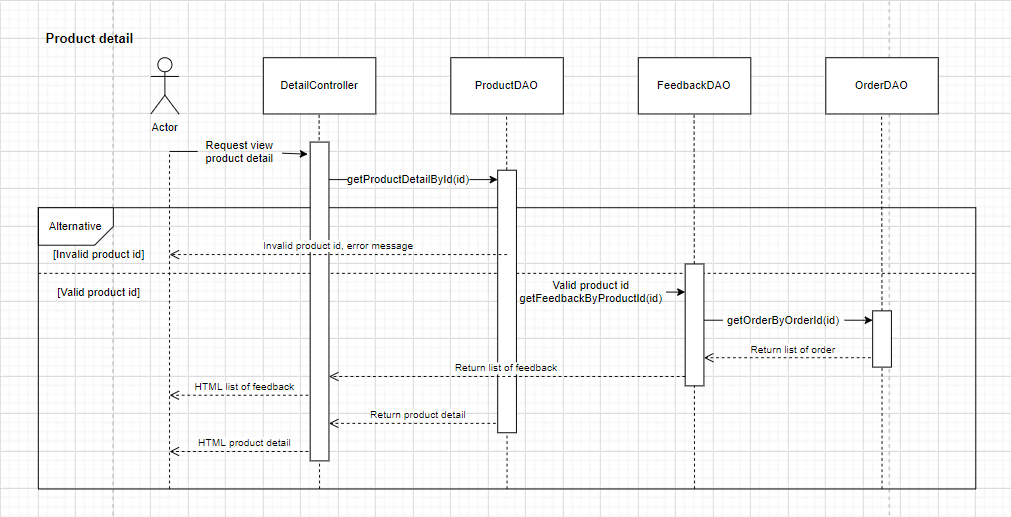 Product detail
Actor
DetailController
ProductDAO
FeedbackDAO
OrderDAO
Request view
product detail
getProductDetailById(id)
Alternative
Invalid product id, error message
[Invalid product id]
Valid product id
[Valid product id]
getFeedbackByProductId(id)
getOrderByOrderId(id)
Return list of order
Return list of feedback
HTML list of feedback
Return product detail
HTML product detail